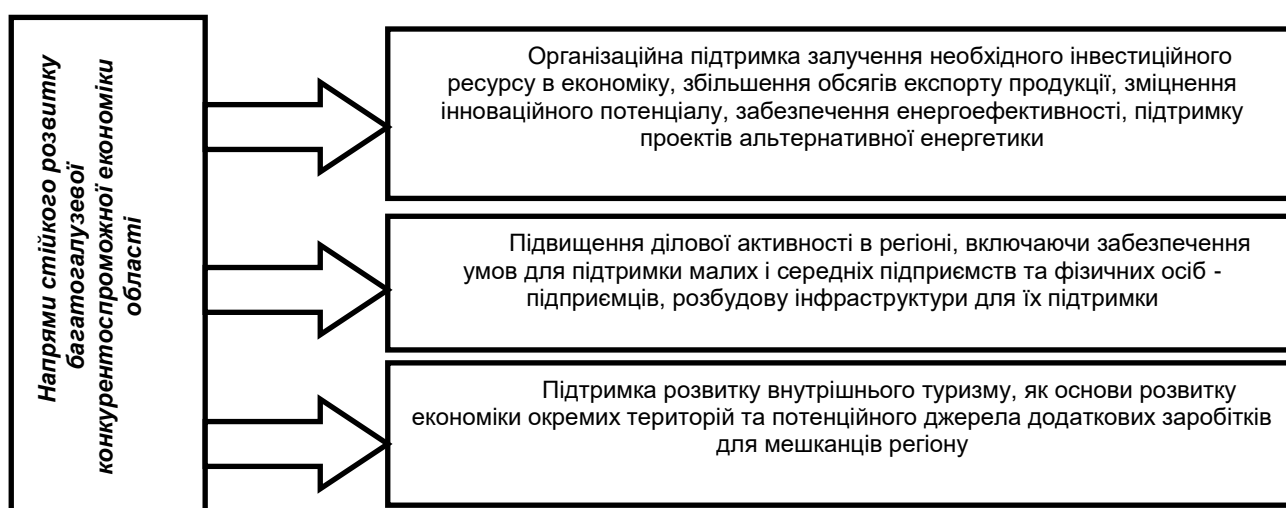 Напрями стійкого розвитку
багатогалузевої
конкурентоспроможної економіки
області
Організаційна підтримка залучення необхідного інвестиційного
ресурсу в економіку, збільшення обсягів експорту продукції, зміцнення
інноваційного потенціалу, забезпечення енергоефективності, підтримку
проектів альтернативної енергетики
Підвищення ділової активності в регіоні, включаючи забезпечення
умов для підтримки малих і середніх підприємств та фізичних осіб -
підприємців, розбудову інфраструктури для їх підтримки
Підтримка розвитку внутрішнього туризму, як основи розвитку
економіки окремих територій та потенційного джерела додаткових заробітків
для мешканців регіону